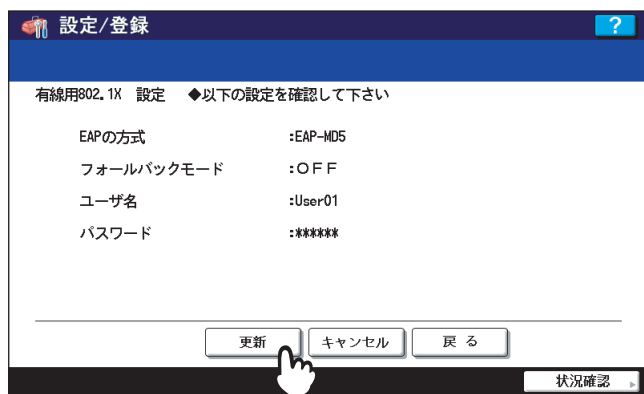 設定/登録 ?
有線用802.1X 設定 ◆以下の設定を確認して下さい
EAPの方式 :EAP-MD5
フォールバックモード :OFF
ユーザ名 :User01
パスワード :******
更新 キャンセル 戻る
状況確認